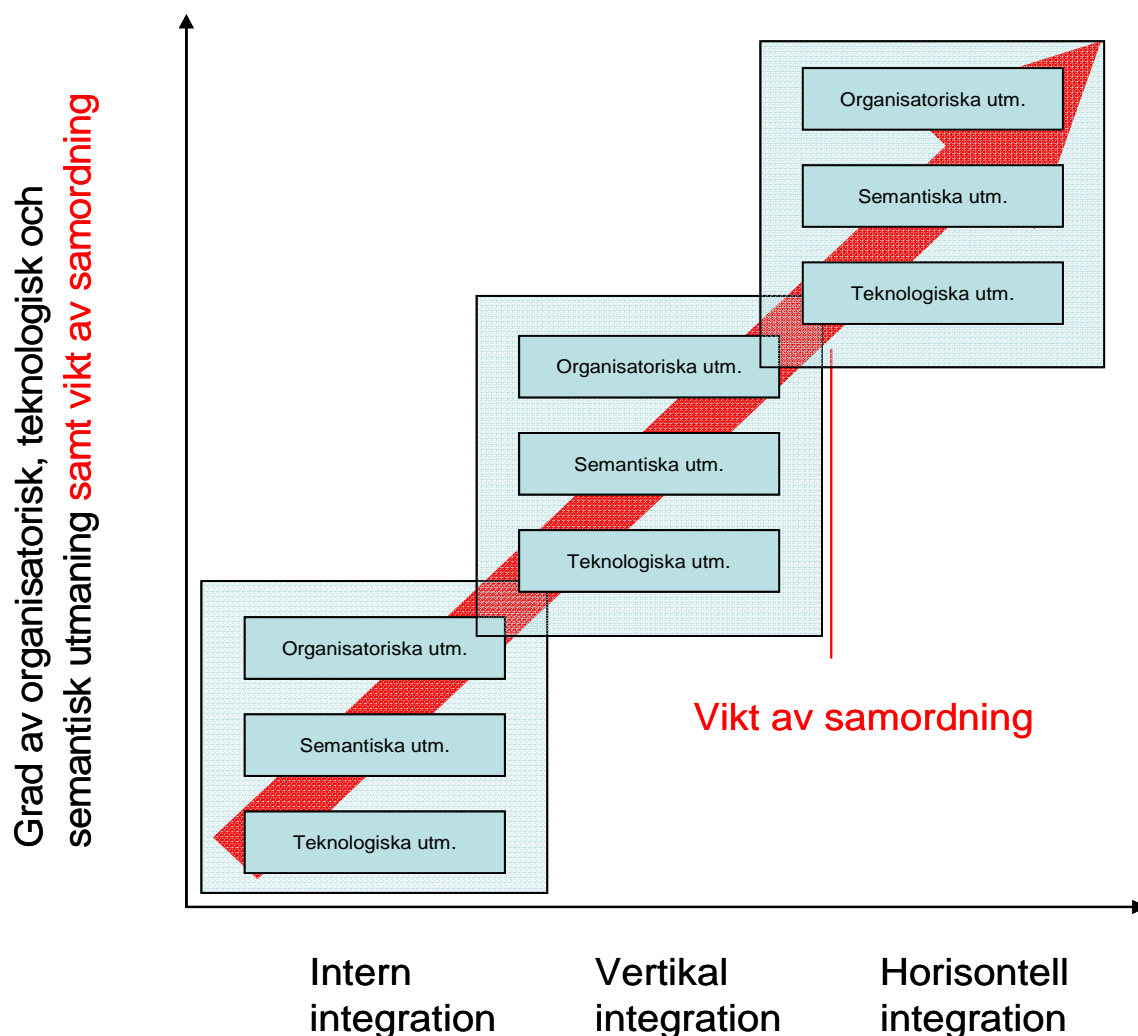 Grad av organisatorisk, teknologisk och
semantisk utmaning samt vikt av samordning
Organisatoriska utm.
Semantiska utm.
Teknologiska utm.
Organisatoriska utm.
Semantiska utm.
Teknologiska utm.
Organisatoriska utm.
Semantiska utm.
Teknologiska utm.
Vikt av samordning
Intern
integration
Vertikal
integration
Horisontell
integration